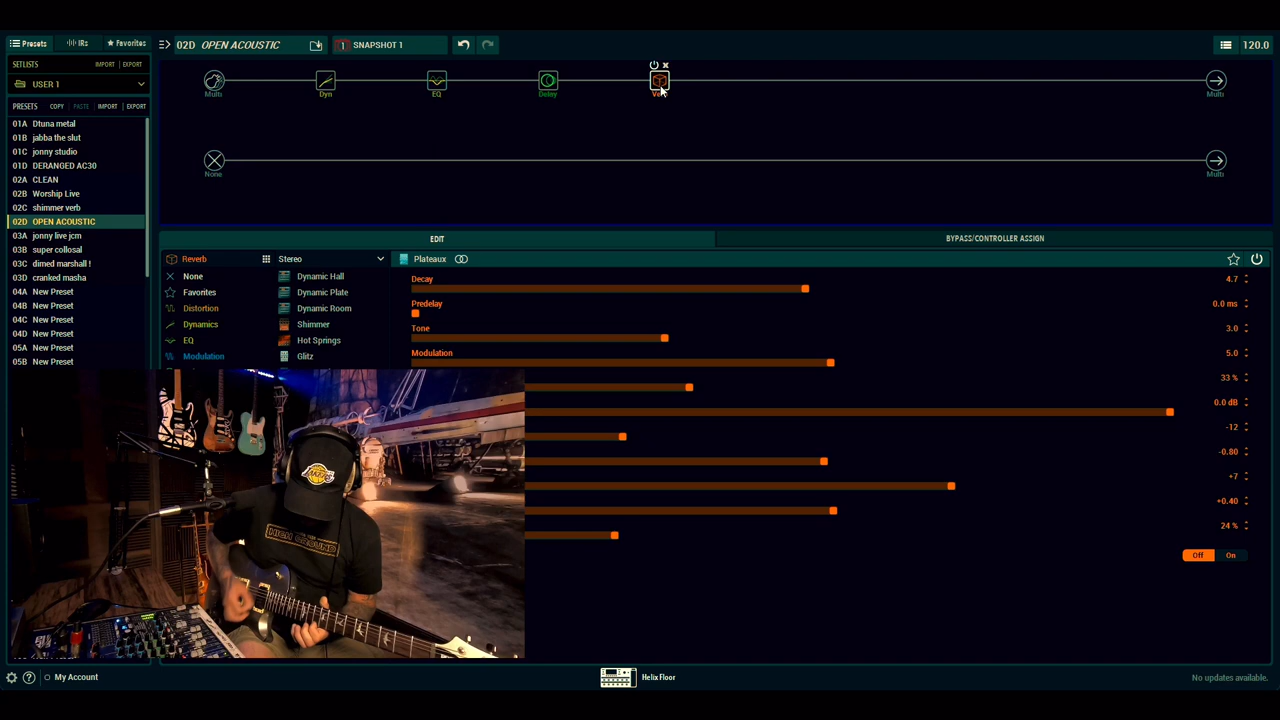 Presets IRs Favorites 02D OPEN ACOUSTIC 1 SNAPSHOT 1 120.0
SETLISTS IMPORT EXPORT
USER 1
PRESETS COPY PASTE IMPORT EXPORT
01A Dtuna metal
01B jabba the slut
01C jonny studio
01D DERANGED AC30
02A CLEAN
02B Worship Live
02C shimmer verb
02D OPEN ACOUSTIC
03A jonny live jcm
03B super collosal
03C dimed marshall !
03D cranked masha
04A New Preset
04B New Preset
04C New Preset
04D New Preset
05A New Preset
05B New Preset
Multi Dyn EQ Delay Multi
None Multi
EDIT BYPASS/CONTROLLER ASSIGN
Reverb Stereo Plateaux
None
Favorites
Distortion
Dynamics
EQ
Modulation
Dynamic Hall
Dynamic Plate
Dynamic Room
Shimmer
Hot Springs
Glitz
Decay 4.7
Predelay 0.0 ms
Tone 3.0
Modulation 5.0
33 %
0.0 dB
-12
-0.80
+7
+0.40
24 %
Off On
LAKERS
HIGH GROUND
My Account Helix Floor No updates available.